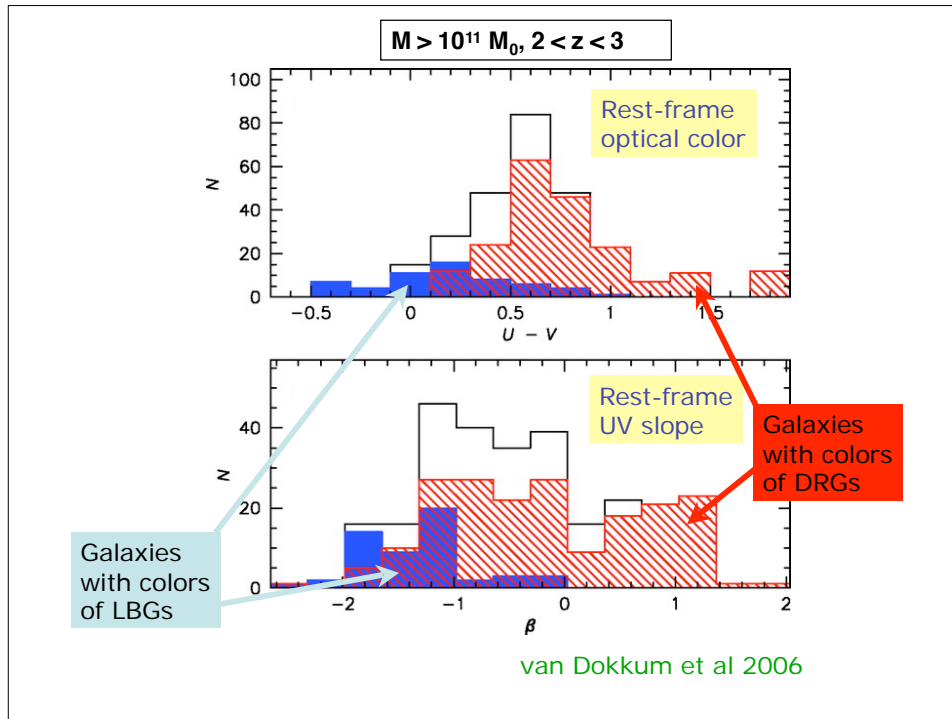 M > 10¹¹ M₀, 2 < z < 3
100
80
60
40
20
0
N
Rest-frame
optical color
−0.5
0
0.5
1
1.5
U − V
40
20
0
N
Rest-frame
UV slope
Galaxies
with colors
of DRGs
Galaxies
with colors
of LBGs
−2
−1
0
1
2
β
van Dokkum et al 2006